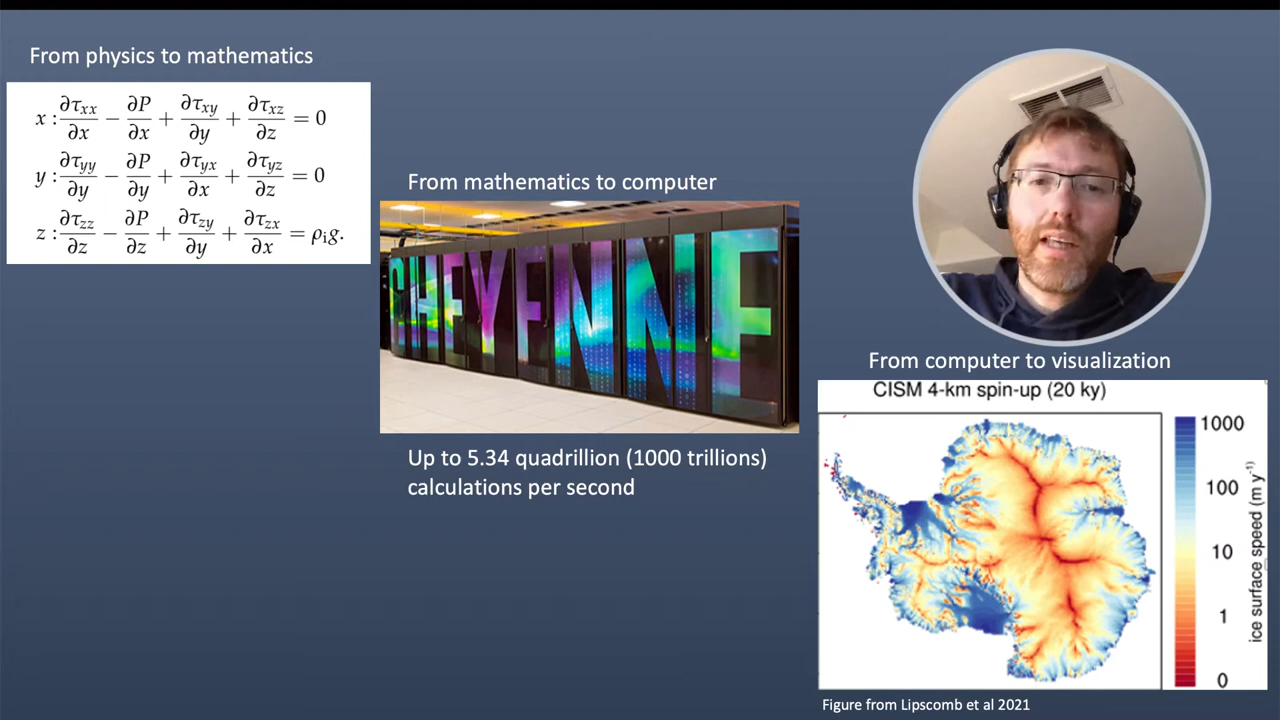 From physics to mathematics
x : ∂τxx/∂x − ∂P/∂x + ∂τxy/∂y + ∂τxz/∂z = 0
y : ∂τyy/∂y − ∂P/∂y + ∂τyx/∂x + ∂τyz/∂z = 0
z : ∂τzz/∂z − ∂P/∂z + ∂τzy/∂y + ∂τzx/∂x = ρig.
From mathematics to computer
CHEYENNE
Up to 5.34 quadrillion (1000 trillions)
calculations per second
From computer to visualization
CISM 4-km spin-up (20 ky)
1000
100
10
1
0
ice surface speed (m y⁻¹)
Figure from Lipscomb et al 2021